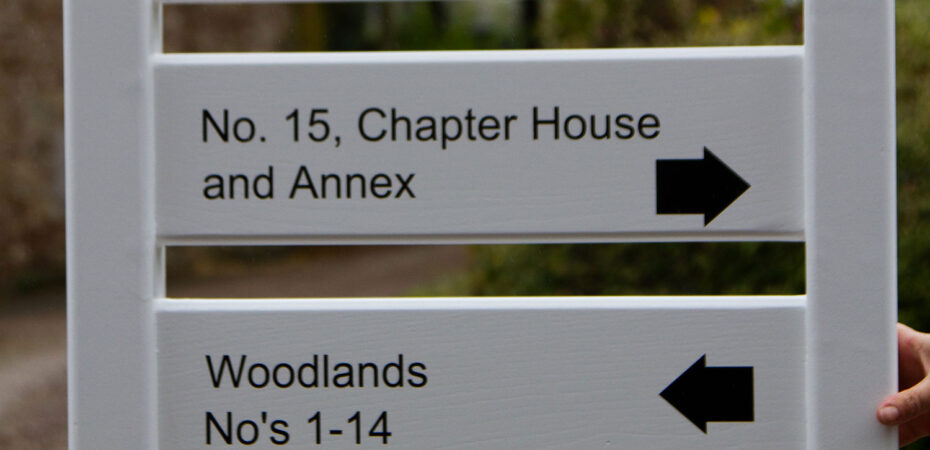 No. 15, Chapter House
and Annex
Woodlands
No's 1-14